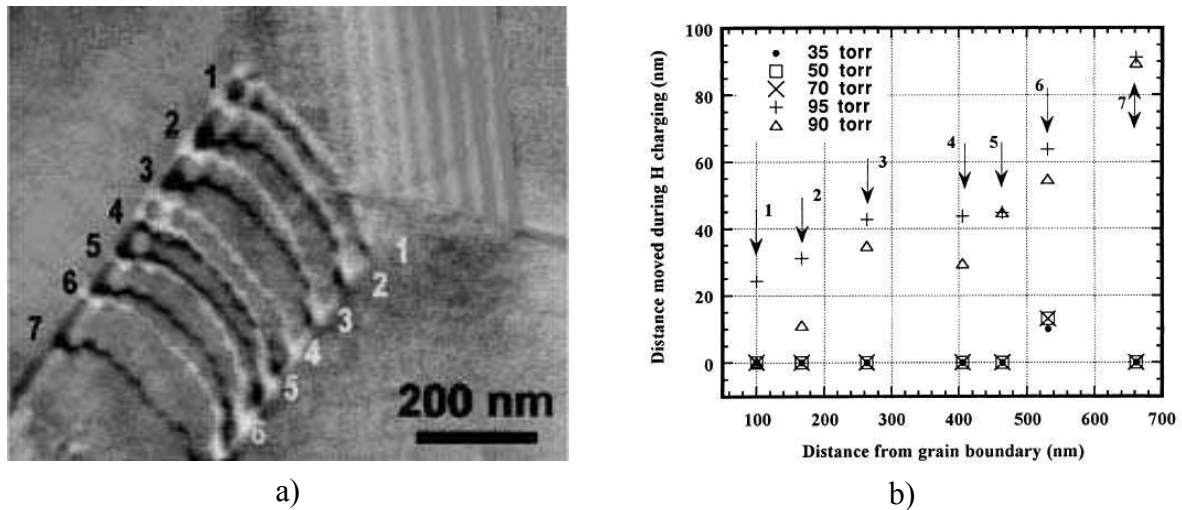 1
2
3
4
5
6
7
1
2
3
4
5
6
200 nm
a)
Distance moved during H charging (nm)
100
80
60
40
20
0
35 torr
50 torr
70 torr
95 torr
90 torr
1
2
3
4
5
6
7
0 100 200 300 400 500 600 700
Distance from grain boundary (nm)
b)